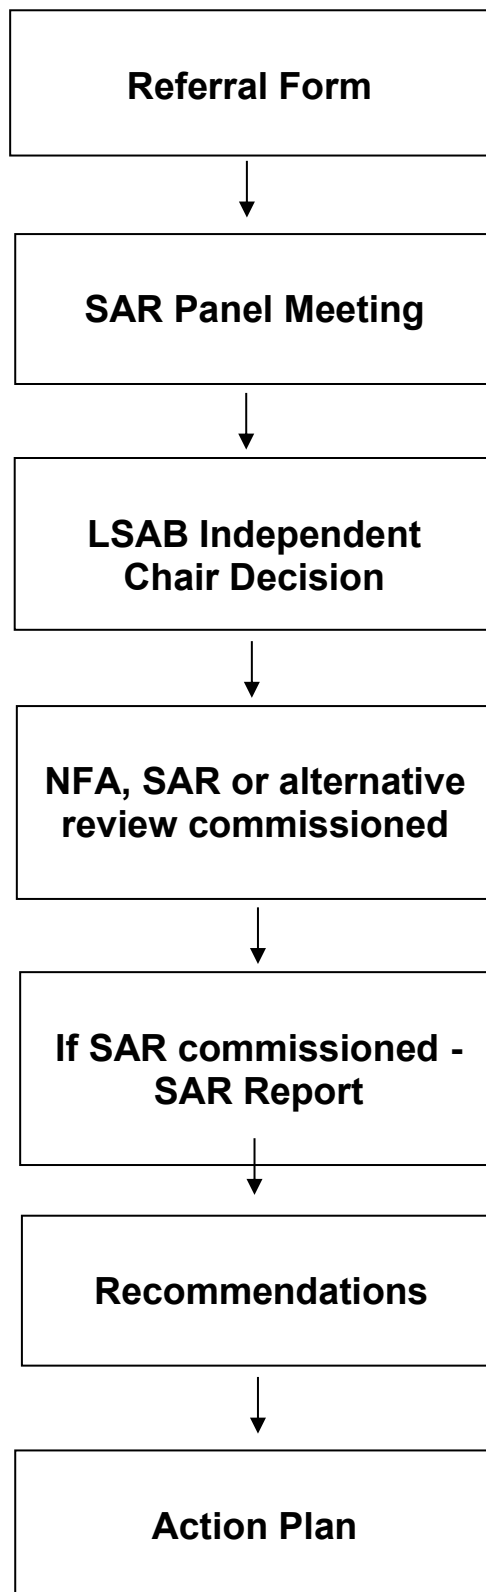 Referral Form
SAR Panel Meeting
LSAB Independent
Chair Decision
NFA, SAR or alternative
review commissioned
If SAR commissioned -
SAR Report
Recommendations
Action Plan